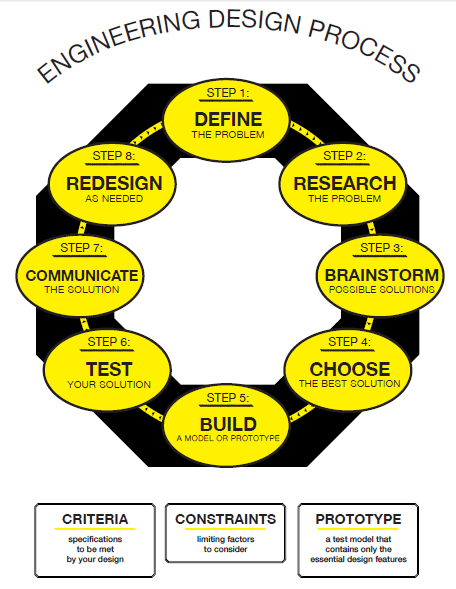 ENGINEERING DESIGN PROCESS
STEP 1:
DEFINE
THE PROBLEM
STEP 2:
RESEARCH
THE PROBLEM
STEP 3:
BRAINSTORM
POSSIBLE SOLUTIONS
STEP 4:
CHOOSE
THE BEST SOLUTION
STEP 5:
BUILD
A MODEL OR PROTOTYPE
STEP 6:
TEST
YOUR SOLUTION
STEP 7:
COMMUNICATE
THE SOLUTION
STEP 8:
REDESIGN
AS NEEDED
CRITERIA
specifications
to be met
by your design
CONSTRAINTS
limiting factors
to consider
PROTOTYPE
a test model that
contains only the
essential design features